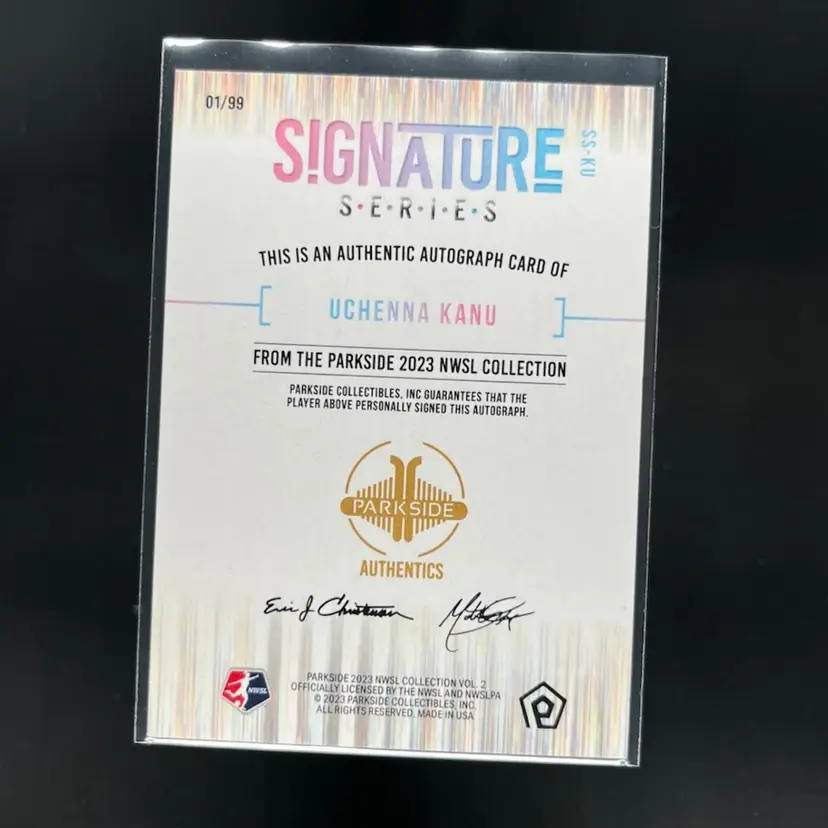 01/99
SIGNATURE
SS-KU
S•E•R•I•E•S
THIS IS AN AUTHENTIC AUTOGRAPH CARD OF
UCHENNA KANU
FROM THE PARKSIDE 2023 NWSL COLLECTION
PARKSIDE COLLECTIBLES, INC GUARANTEES THAT THE
PLAYER ABOVE PERSONALLY SIGNED THIS AUTOGRAPH.
PARKSIDE
AUTHENTICS
Eric J Christensen
NWSL
PARKSIDE 2023 NWSL COLLECTION VOL. 2
OFFICIALLY LICENSED BY THE NWSL AND NWSLPA
© 2023 PARKSIDE COLLECTIBLES, INC.
ALL RIGHTS RESERVED. MADE IN USA